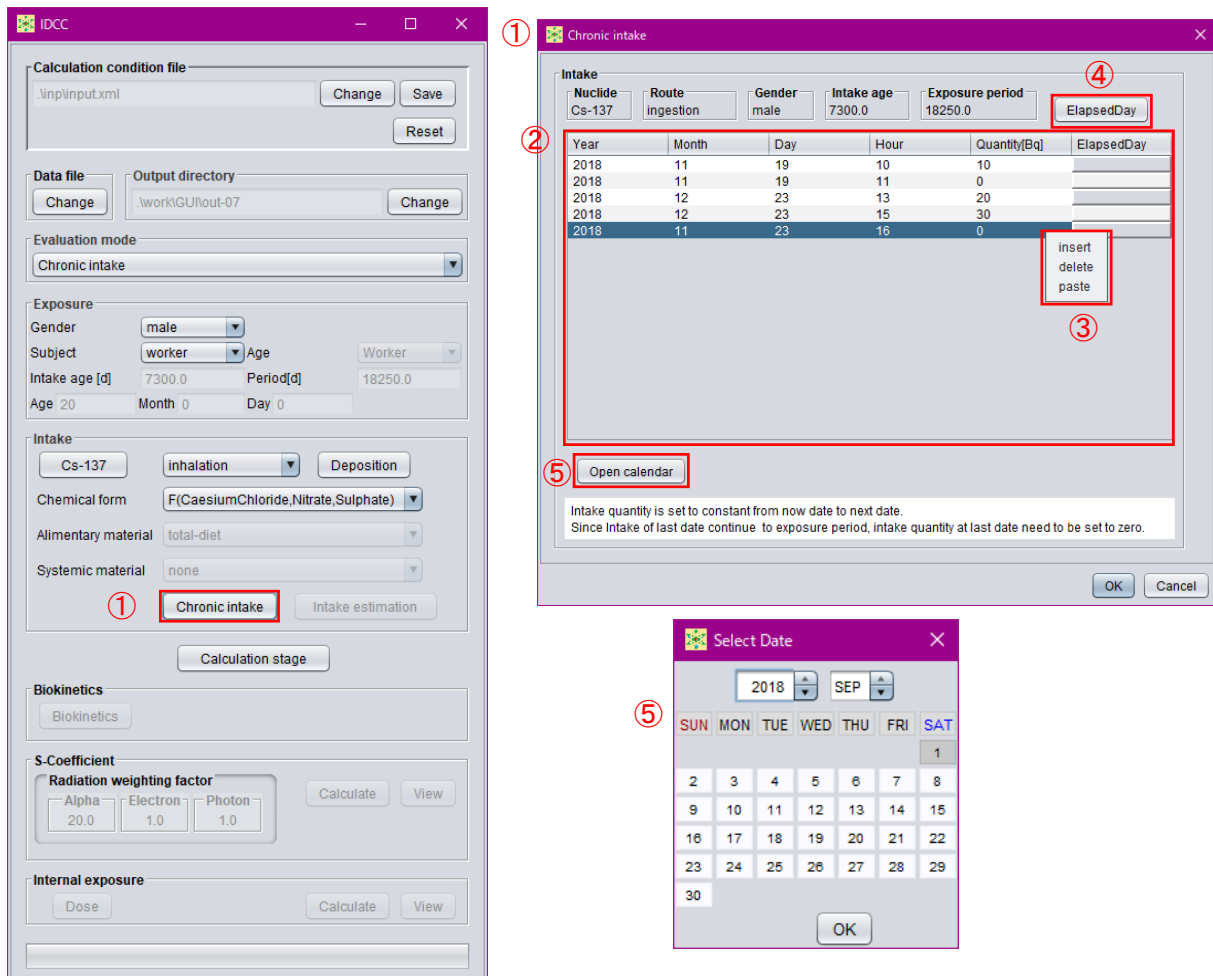 IDCC
Calculation condition file
.\inp\input.xml
Change
Save
Reset
Data file
Change
Output directory
.\work\GUI\out-07
Change
Evaluation mode
Chronic intake
Exposure
Gender
male
Subject
worker
Age
Worker
Intake age [d]
7300.0
Period[d]
18250.0
Age 20
Month 0
Day 0
Intake
Cs-137
inhalation
Deposition
Chemical form
F(CaesiumChloride,Nitrate,Sulphate)
Alimentary material
total-diet
Systemic material
none
①
Chronic intake
Intake estimation
Calculation stage
Biokinetics
Biokinetics
S-Coefficient
Radiation weighting factor
Alpha
20.0
Electron
1.0
Photon
1.0
Calculate
View
Internal exposure
Dose
Calculate
View
①
Chronic intake
Intake
Nuclide
Cs-137
Route
ingestion
Gender
male
Intake age
7300.0
Exposure period
18250.0
④
ElapsedDay
②
Year Month Day Hour Quantity[Bq] ElapsedDay
2018 11 19 10 10
2018 11 19 11 0
2018 12 23 13 20
2018 12 23 15 30
2018 11 23 16 0
insert
delete
paste
③
⑤
Open calendar
Intake quantity is set to constant from now date to next date.
Since Intake of last date continue to exposure period, intake quantity at last date need to be set to zero.
OK
Cancel
⑤
Select Date
2018
SEP
SUN MON TUE WED THU FRI SAT
1
2 3 4 5 6 7 8
9 10 11 12 13 14 15
16 17 18 19 20 21 22
23 24 25 26 27 28 29
30
OK